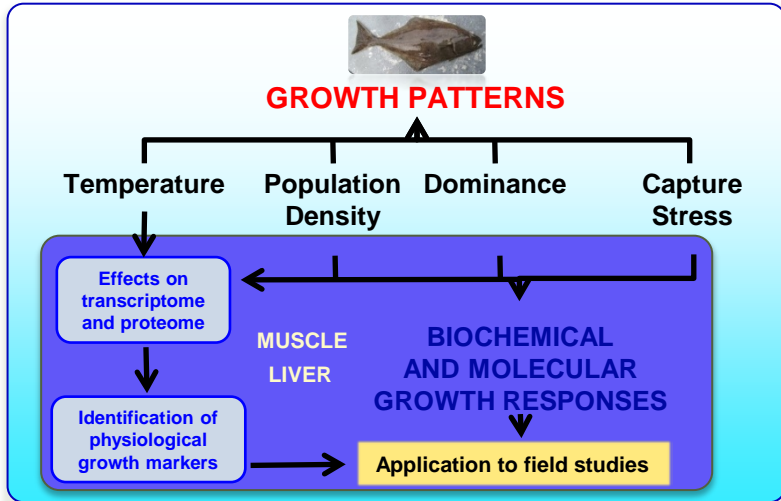 GROWTH PATTERNS
Temperature
Population
Density
Dominance
Capture
Stress
Effects on
transcriptome
and proteome
MUSCLE
LIVER
BIOCHEMICAL
AND MOLECULAR
GROWTH RESPONSES
Identification of
physiological
growth markers
Application to field studies